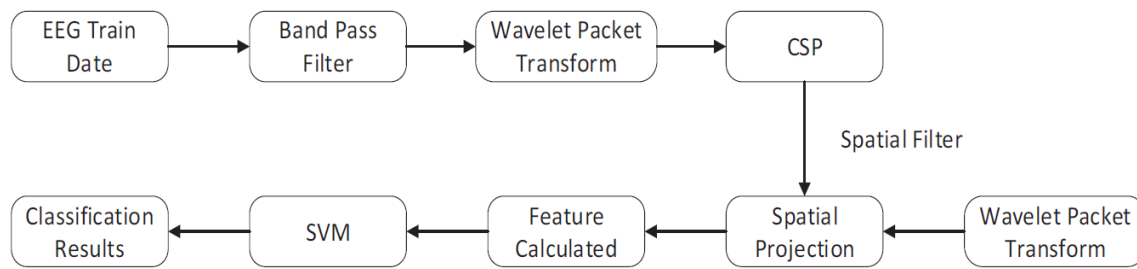 EEG Train
Date
Band Pass
Filter
Wavelet Packet
Transform
CSP
Spatial Filter
Classification
Results
SVM
Feature
Calculated
Spatial
Projection
Wavelet Packet
Transform